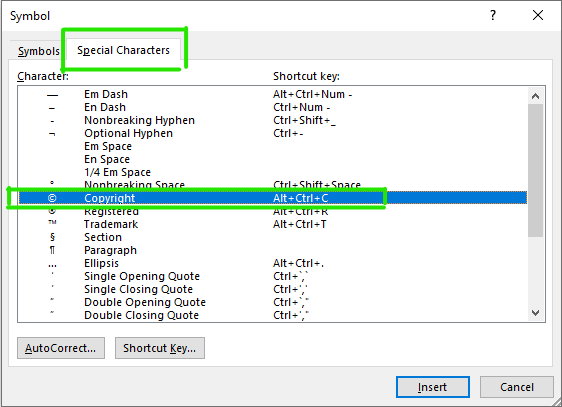 Symbol ? ×
Symbols Special Characters
Character: Shortcut key:
— Em Dash Alt+Ctrl+Num -
– En Dash Ctrl+Num -
- Nonbreaking Hyphen Ctrl+Shift+_
¬ Optional Hyphen Ctrl+-
Em Space
En Space
1/4 Em Space
° Nonbreaking Space Ctrl+Shift+Space
© Copyright Alt+Ctrl+C
® Registered Alt+Ctrl+R
™ Trademark Alt+Ctrl+T
§ Section
¶ Paragraph
… Ellipsis Alt+Ctrl+.
‘ Single Opening Quote Ctrl+`,`
’ Single Closing Quote Ctrl+','
“ Double Opening Quote Ctrl+`,"
” Double Closing Quote Ctrl+',"
AutoCorrect... Shortcut Key...
Insert Cancel